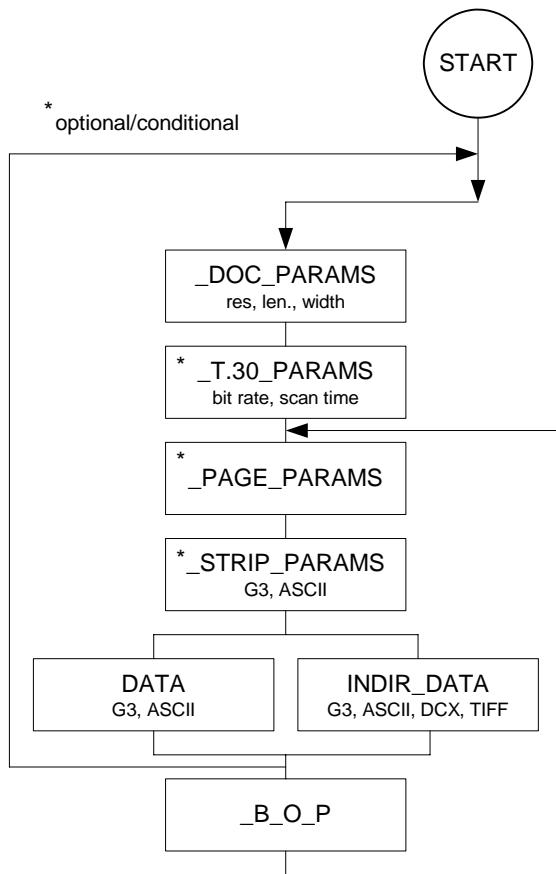 START
* optional/conditional
_DOC_PARAMS
res, len., width
* _T.30_PARAMS
bit rate, scan time
* _PAGE_PARAMS
* _STRIP_PARAMS
G3, ASCII
DATA
G3, ASCII
INDIR_DATA
G3, ASCII, DCX, TIFF
_B_O_P